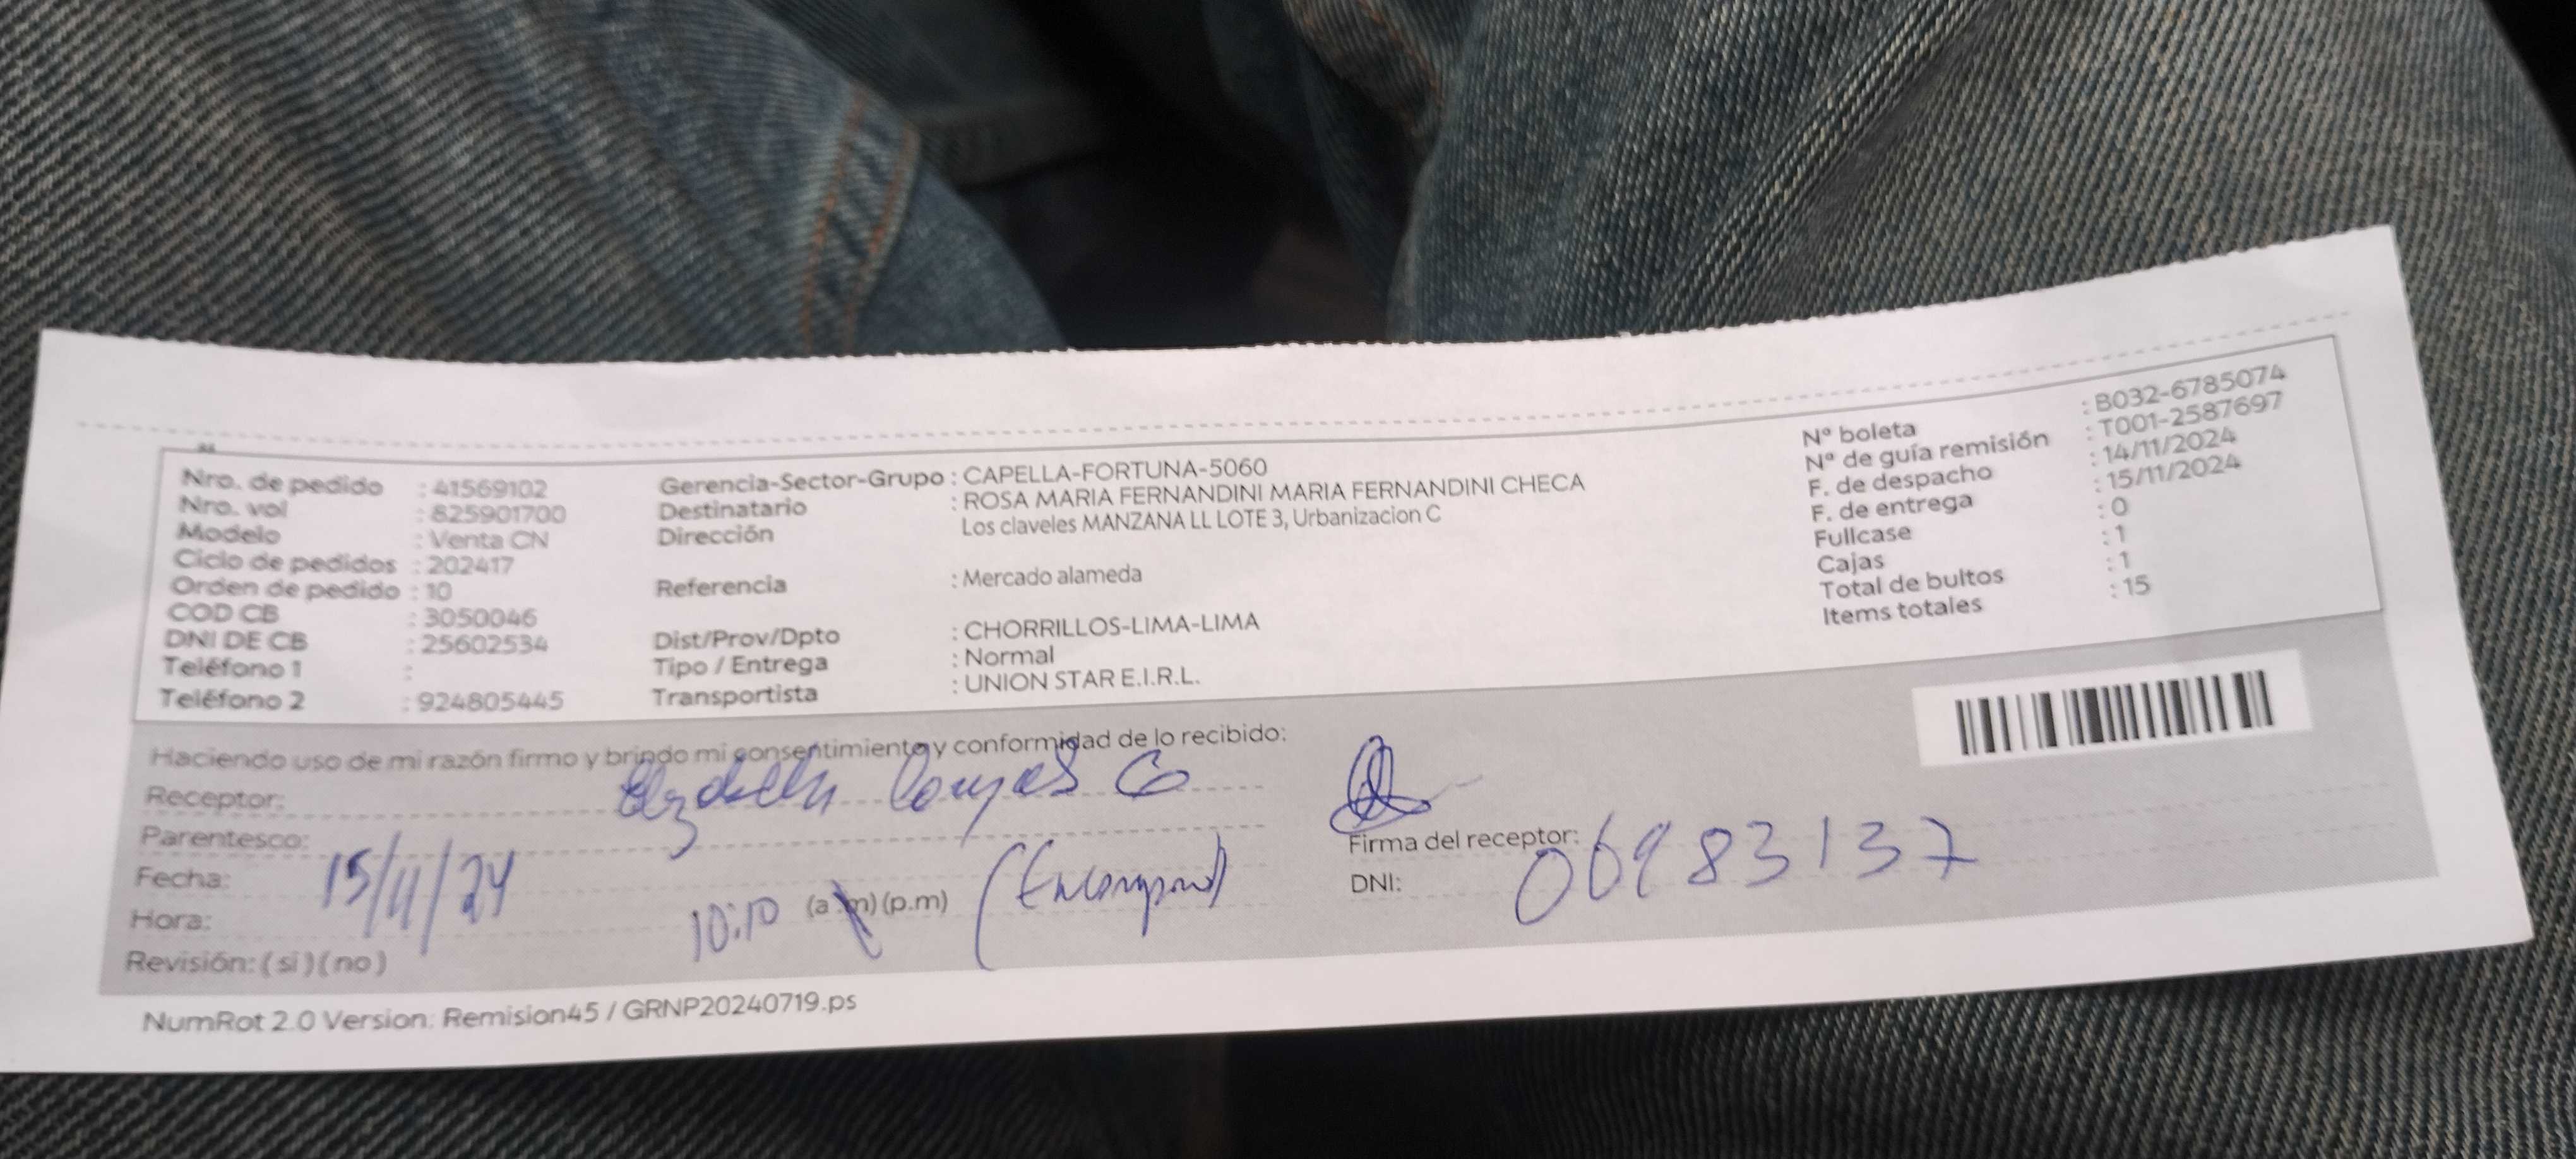 Nro. de pedido : 41569102
Nro. vol : 825901700
Modelo : Venta CN
Ciclo de pedidos : 202417
Orden de pedido : 10
COD CB : 3050046
DNI DE CB : 25602534
Teléfono 1 :
Teléfono 2 : 924805445
Gerencia-Sector-Grupo : CAPELLA-FORTUNA-5060
Destinatario : ROSA MARIA FERNANDINI MARIA FERNANDINI CHECA
Dirección Los claveles MANZANA LL LOTE 3, Urbanizacion C
Referencia : Mercado alameda
Dist/Prov/Dpto : CHORRILLOS-LIMA-LIMA
Tipo / Entrega : Normal
Transportista : UNION STAR E.I.R.L.
N° boleta : B032-6785074
N° de guía remisión : T001-2587697
F. de despacho : 14/11/2024
F. de entrega : 15/11/2024
Fullcase : 0
Cajas : 1
Total de bultos : 1
Items totales : 15
Haciendo uso de mi razón firmo y brindo mi consentimiento y conformidad de lo recibido:
Receptor:
Parentesco:
Fecha: 15/11/24
Hora: 10:10 (a.m) (p.m)
Revisión: ( si ) ( no )
Firma del receptor:
DNI: 06983137
NumRot 2.0 Version: Remision45 / GRNP20240719.ps